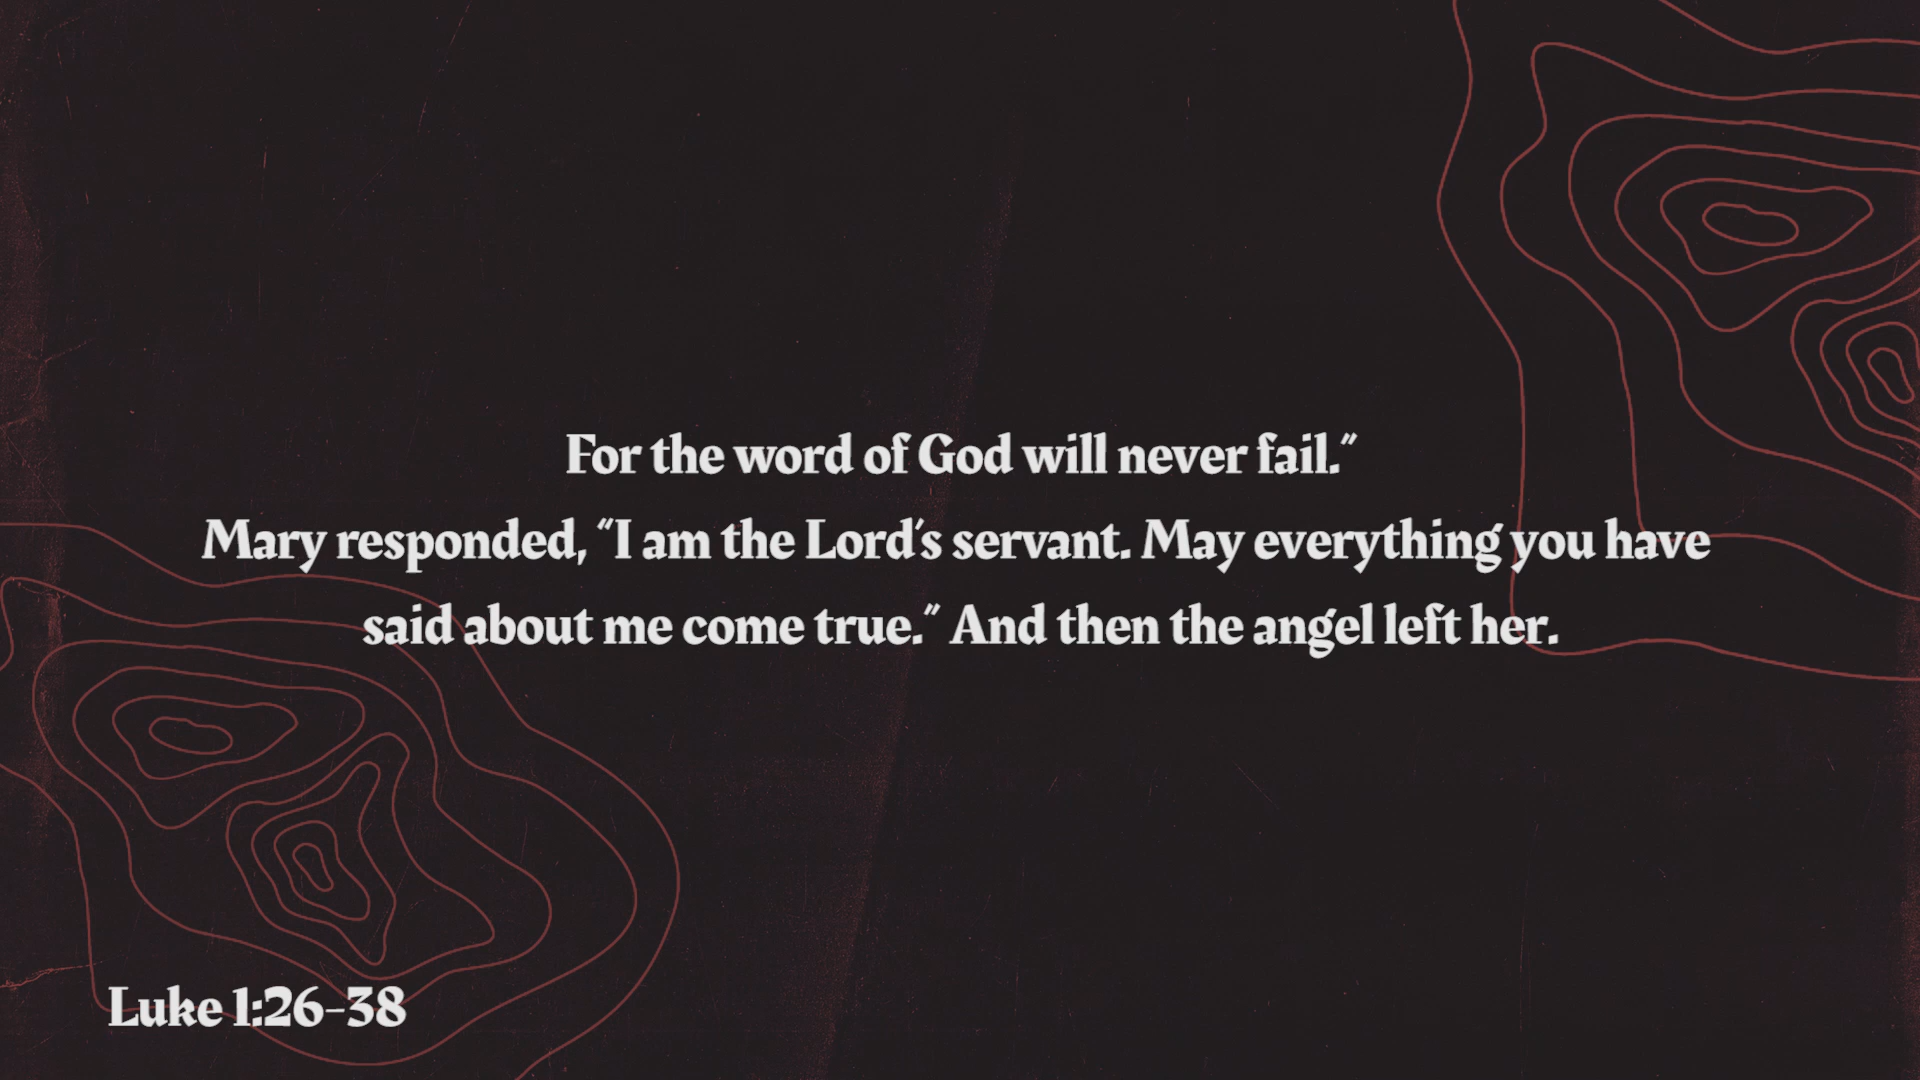 For the word of God will never fail.”
Mary responded, “I am the Lord’s servant. May everything you have
said about me come true.” And then the angel left her.
Luke 1:26-38